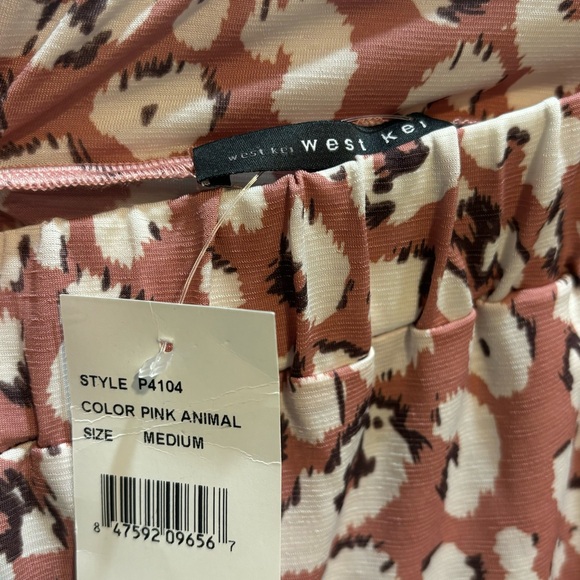 west kei west kei
STYLE P4104
COLOR PINK ANIMAL
SIZE MEDIUM
8 47592 09656 7